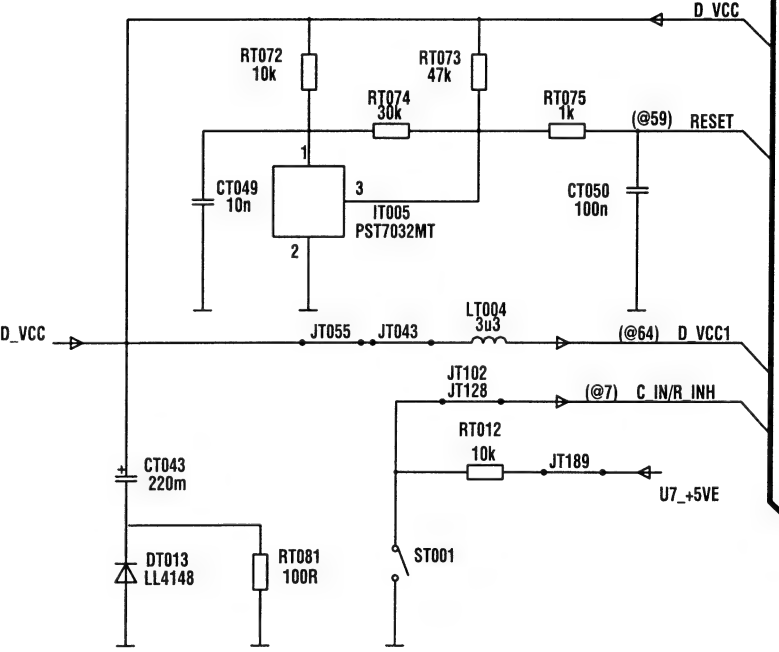 D_VCC
RT072
10k
RT073
47k
RT074
30k
RT075
1k
(@59) RESET
1
CT049
10n
3
IT005
PST7032MT
CT050
100n
2
D_VCC
JT055
JT043
LT004
3u3
(@64) D_VCC1
JT102
JT128
(@7) C_IN/R_INH
RT012
10k
JT189
U7_+5VE
+
CT043
220m
DT013
LL4148
RT081
100R
ST001